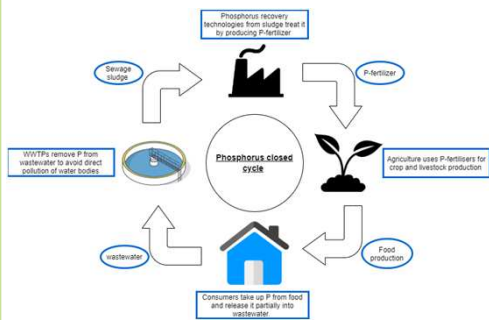 Phosphorus recovery
technologies from sludge treat it
by producing P-fertilizer
Sewage
sludge
P-fertilizer
WWTPs remove P from
wastewater to avoid direct
pollution of water bodies
Phosphorus closed
cycle
Agriculture uses P-fertilisers for
crop and livestock production
wastewater
Food
production
Consumers take up P from food
and release it partially into
wastewater.